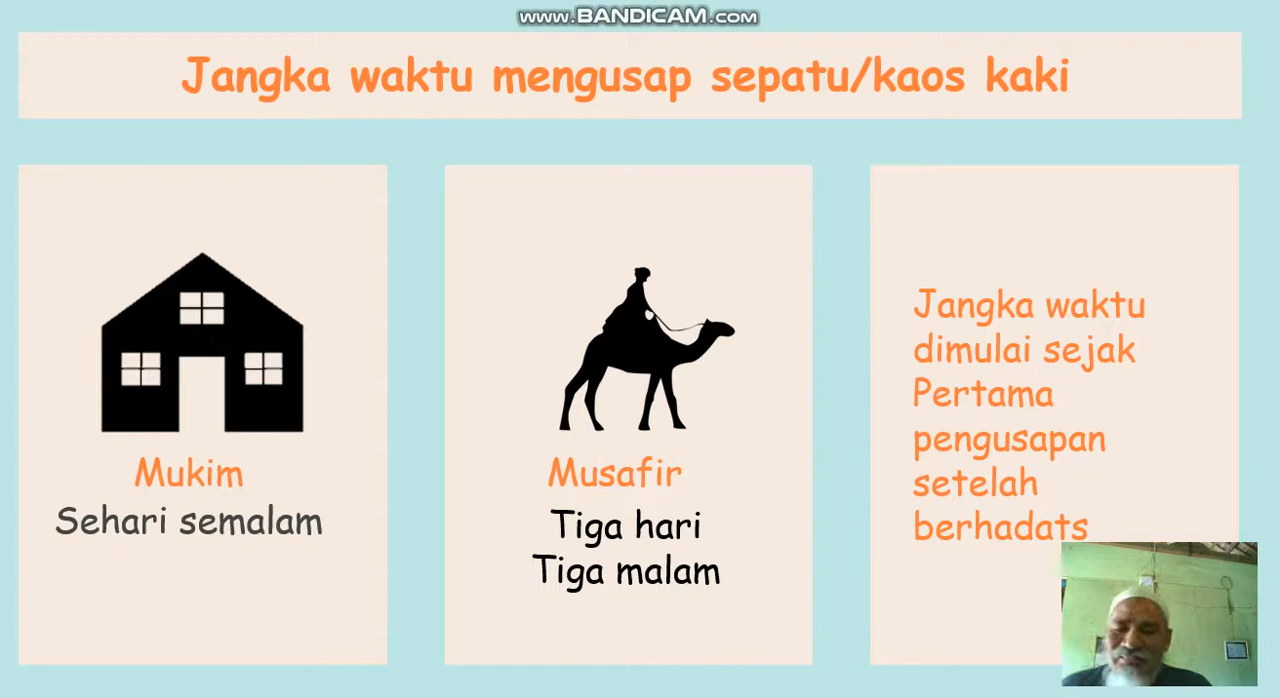 www.BANDICAM.com
Jangka waktu mengusap sepatu/kaos kaki
Mukim
Sehari semalam
Musafir
Tiga hari
Tiga malam
Jangka waktu
dimulai sejak
Pertama
pengusapan
setelah
berhadats